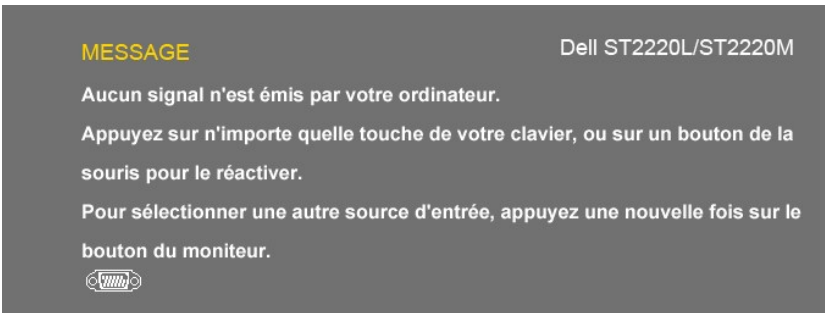 MESSAGE Dell ST2220L/ST2220M
Aucun signal n'est émis par votre ordinateur.
Appuyez sur n'importe quelle touche de votre clavier, ou sur un bouton de la
souris pour le réactiver.
Pour sélectionner une autre source d'entrée, appuyez une nouvelle fois sur le
bouton du moniteur.